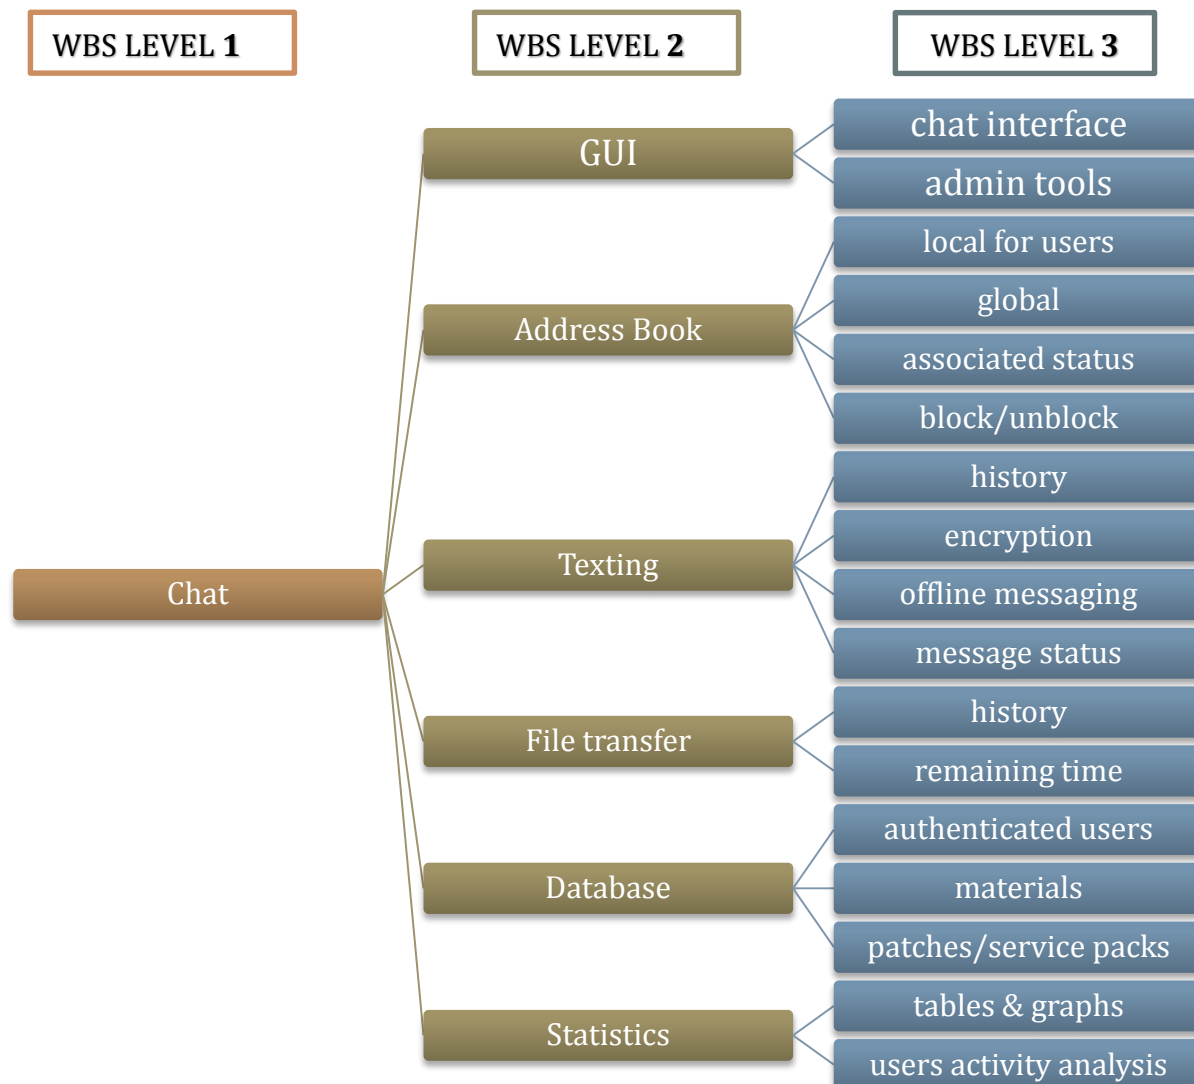 WBS LEVEL 1
WBS LEVEL 2
WBS LEVEL 3
Chat
GUI
chat interface
admin tools
Address Book
local for users
global
associated status
block/unblock
Texting
history
encryption
offline messaging
message status
File transfer
history
remaining time
Database
authenticated users
materials
patches/service packs
Statistics
tables & graphs
users activity analysis